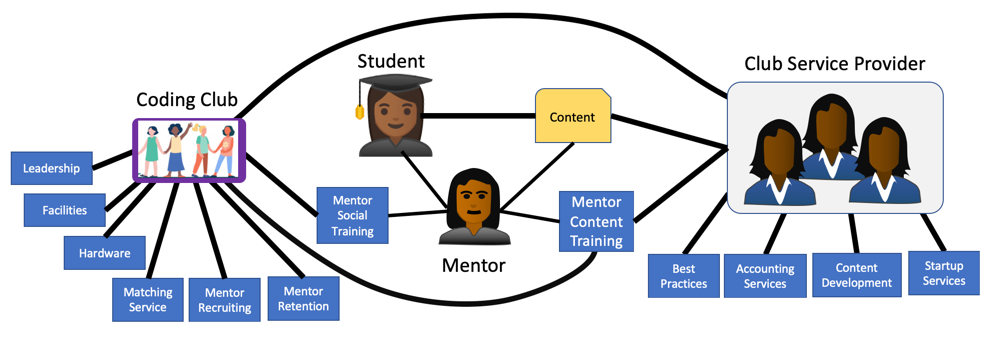 Student
Club Service Provider
Coding Club
Content
Leadership
Facilities
Hardware
Mentor
Social
Training
Mentor
Content
Training
Mentor
Matching
Service
Mentor
Recruiting
Mentor
Retention
Best
Practices
Accounting
Services
Content
Development
Startup
Services